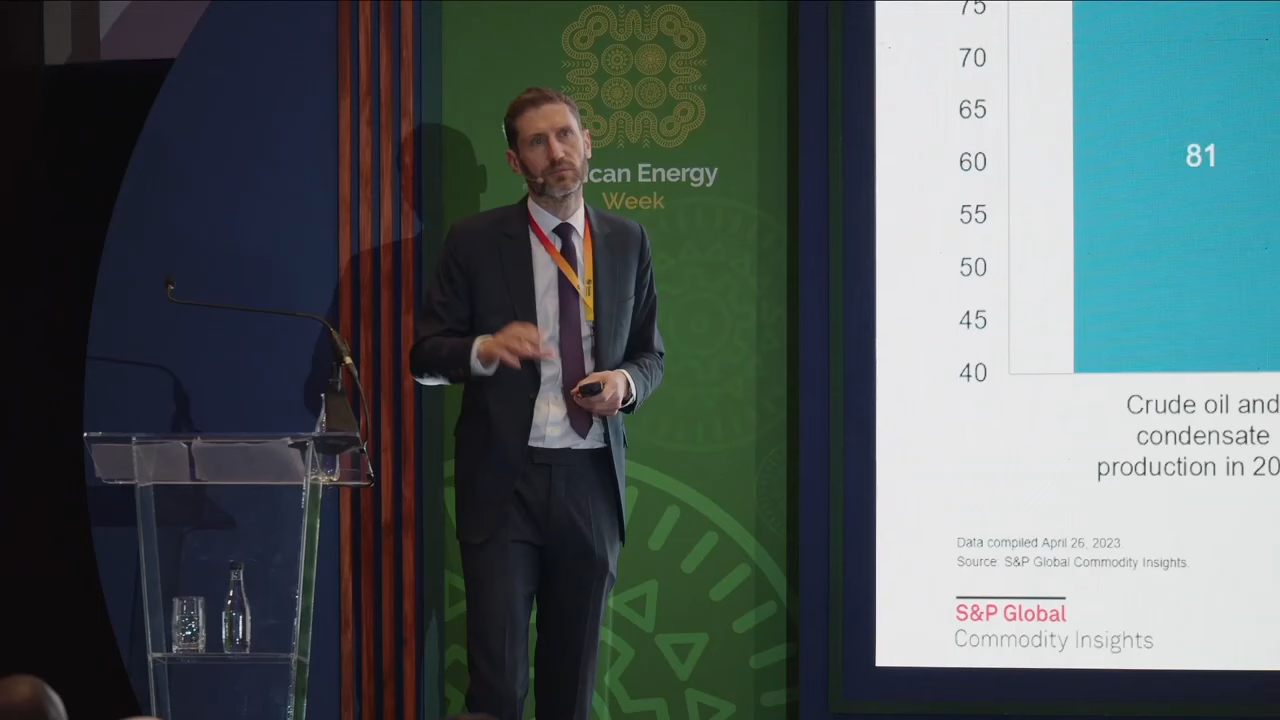 can Energy
Week
75
70
65
60
55
50
45
40
81
Crude oil and
condensate
production in 20
Data compiled April 26, 2023.
Source: S&P Global Commodity Insights.
S&P Global
Commodity Insights